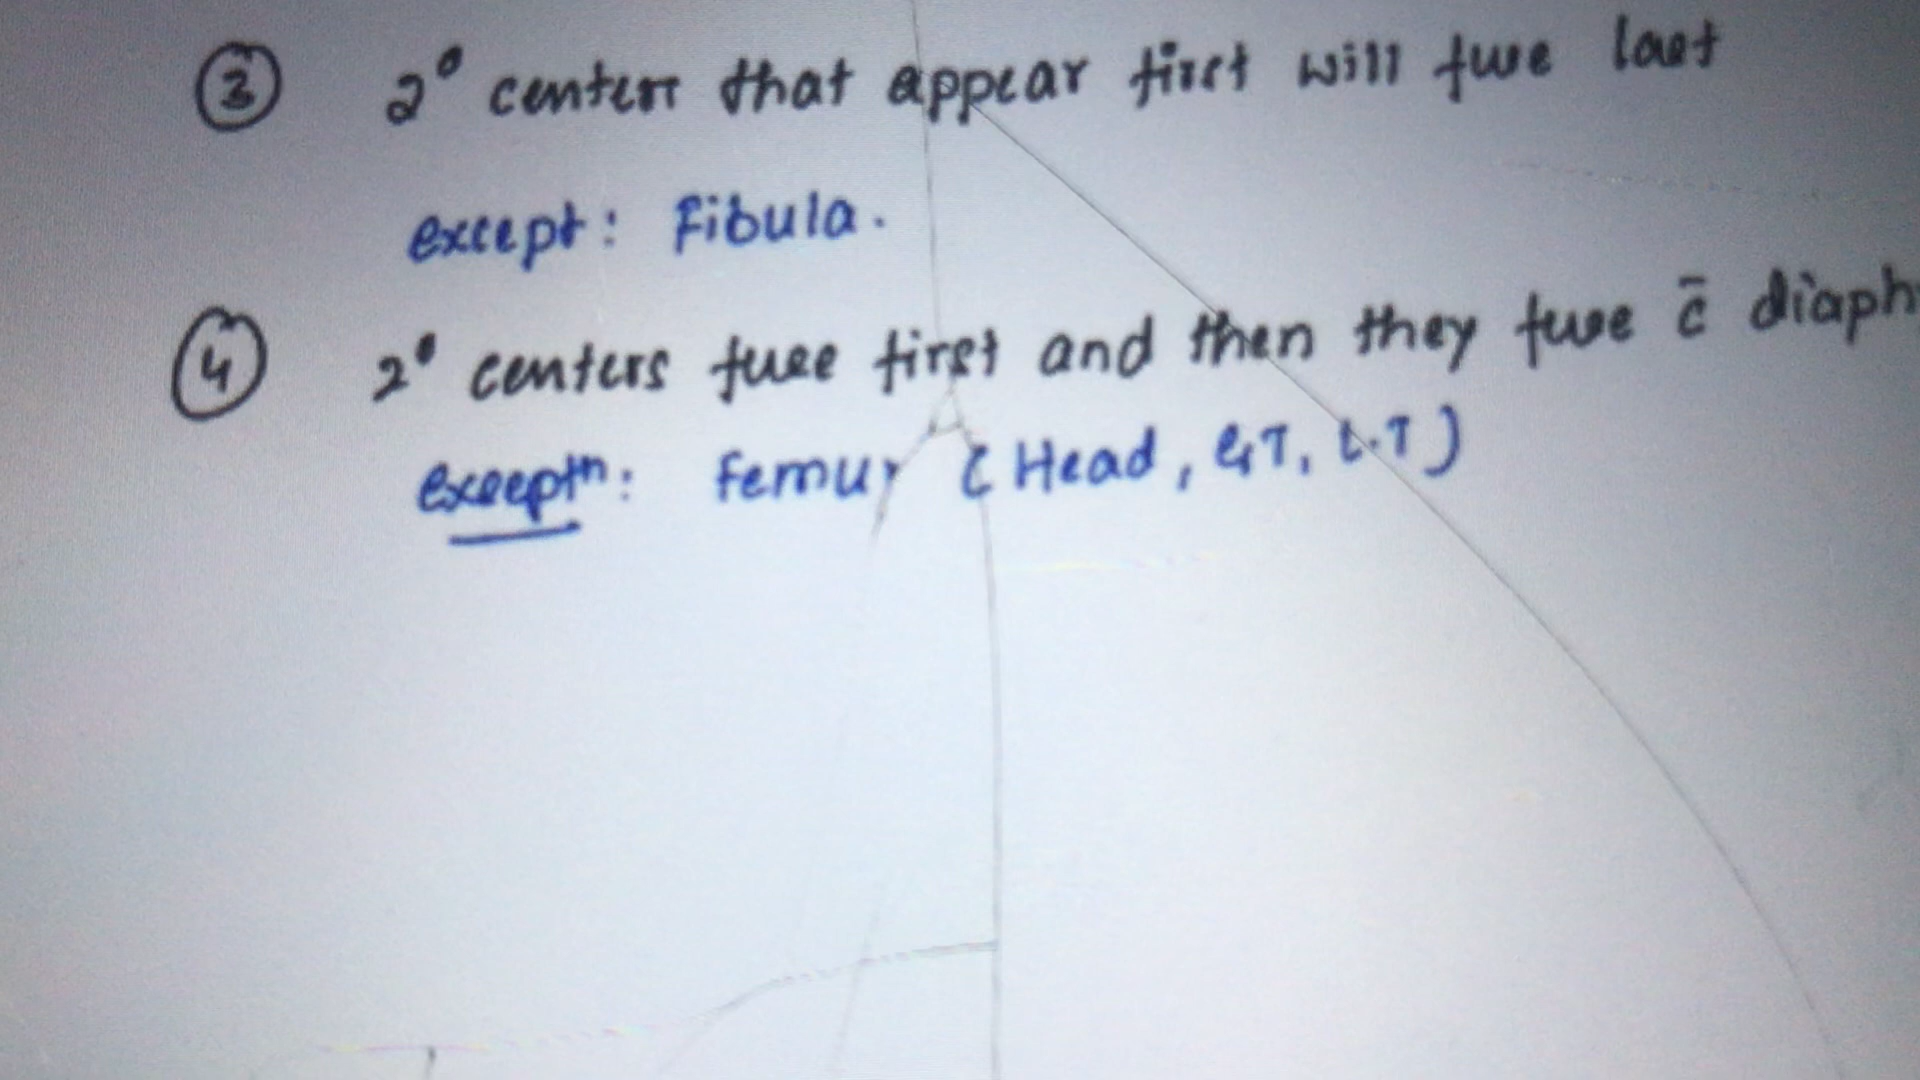 ③ 2° centers that appear first will fuse last
except: Fibula.
④ 2° centers fuse first and then they fuse c̄ diaph
exceptn: Femur (Head, GT, L.T)